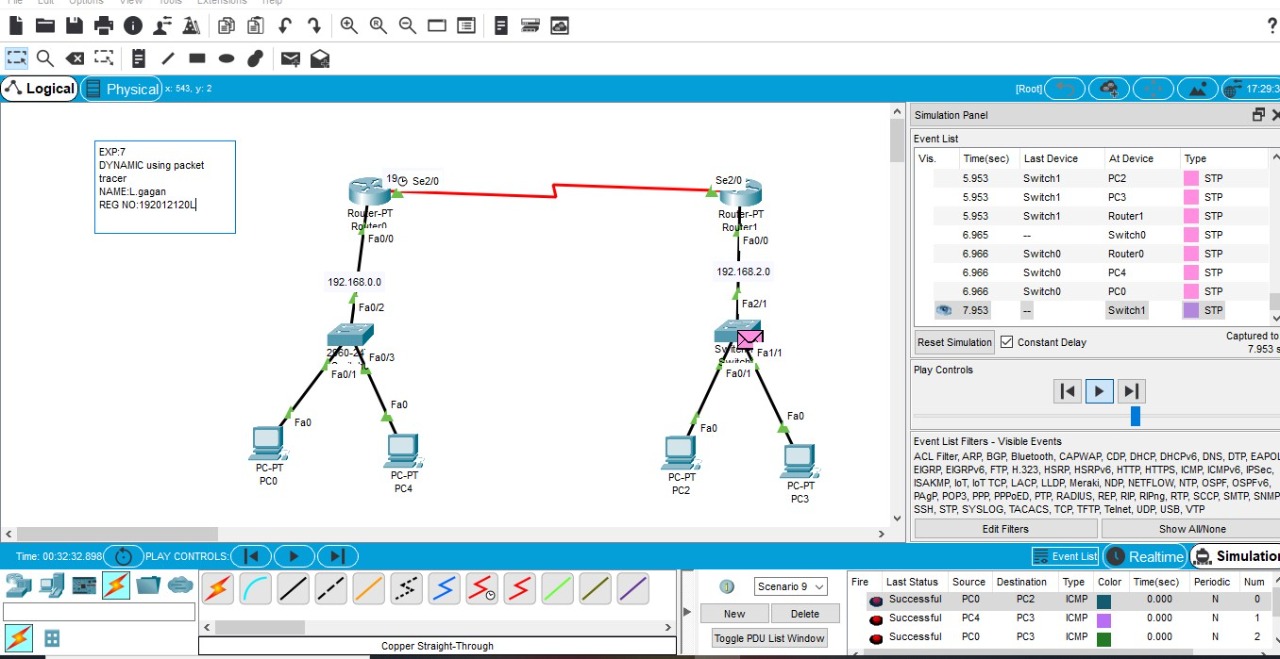 File Edit Options View Tools Extensions Help
Logical
Physical
x: 543, y: 2
[Root]
17:29:3
EXP:7
DYNAMIC using packet
tracer
NAME:L.gagan
REG NO:192012120L
19
Se2/0
Router-PT
Router0
Fa0/0
192.168.0.0
Fa0/2
Fa0/3
Fa0/1
Fa0
PC-PT
PC0
Fa0
PC-PT
PC4
Se2/0
Router-PT
Router1
Fa0/0
192.168.2.0
Fa2/1
Fa1/1
Fa0/1
Fa0
PC-PT
PC2
Fa0
PC-PT
PC3
Simulation Panel
Event List
Vis. Time(sec) Last Device At Device Type
5.953 Switch1 PC2 STP
5.953 Switch1 PC3 STP
5.953 Switch1 Router1 STP
6.965 -- Switch0 STP
6.966 Switch0 Router0 STP
6.966 Switch0 PC4 STP
6.966 Switch0 PC0 STP
7.953 -- Switch1 STP
Reset Simulation
Constant Delay
Captured to
7.953 s
Play Controls
Event List Filters - Visible Events
ACL Filter, ARP, BGP, Bluetooth, CAPWAP, CDP, DHCP, DHCPv6, DNS, DTP, EAPOL
EIGRP, EIGRPv6, FTP, H.323, HSRP, HSRPv6, HTTP, HTTPS, ICMP, ICMPv6, IPSec,
ISAKMP, IoT, IoT TCP, LACP, LLDP, Meraki, NDP, NETFLOW, NTP, OSPF, OSPFv6,
PAgP, POP3, PPP, PPPoED, PTP, RADIUS, REP, RIP, RIPng, RTP, SCCP, SMTP, SNMP
SSH, STP, SYSLOG, TACACS, TCP, TFTP, Telnet, UDP, USB, VTP
Edit Filters
Show All/None
Time: 00:32:32.898
PLAY CONTROLS:
Event List
Realtime
Simulation
Copper Straight-Through
Scenario 9
New
Delete
Toggle PDU List Window
Fire Last Status Source Destination Type Color Time(sec) Periodic Num
Successful PC0 PC2 ICMP 0.000 N 0
Successful PC4 PC3 ICMP 0.000 N 1
Successful PC0 PC3 ICMP 0.000 N 2